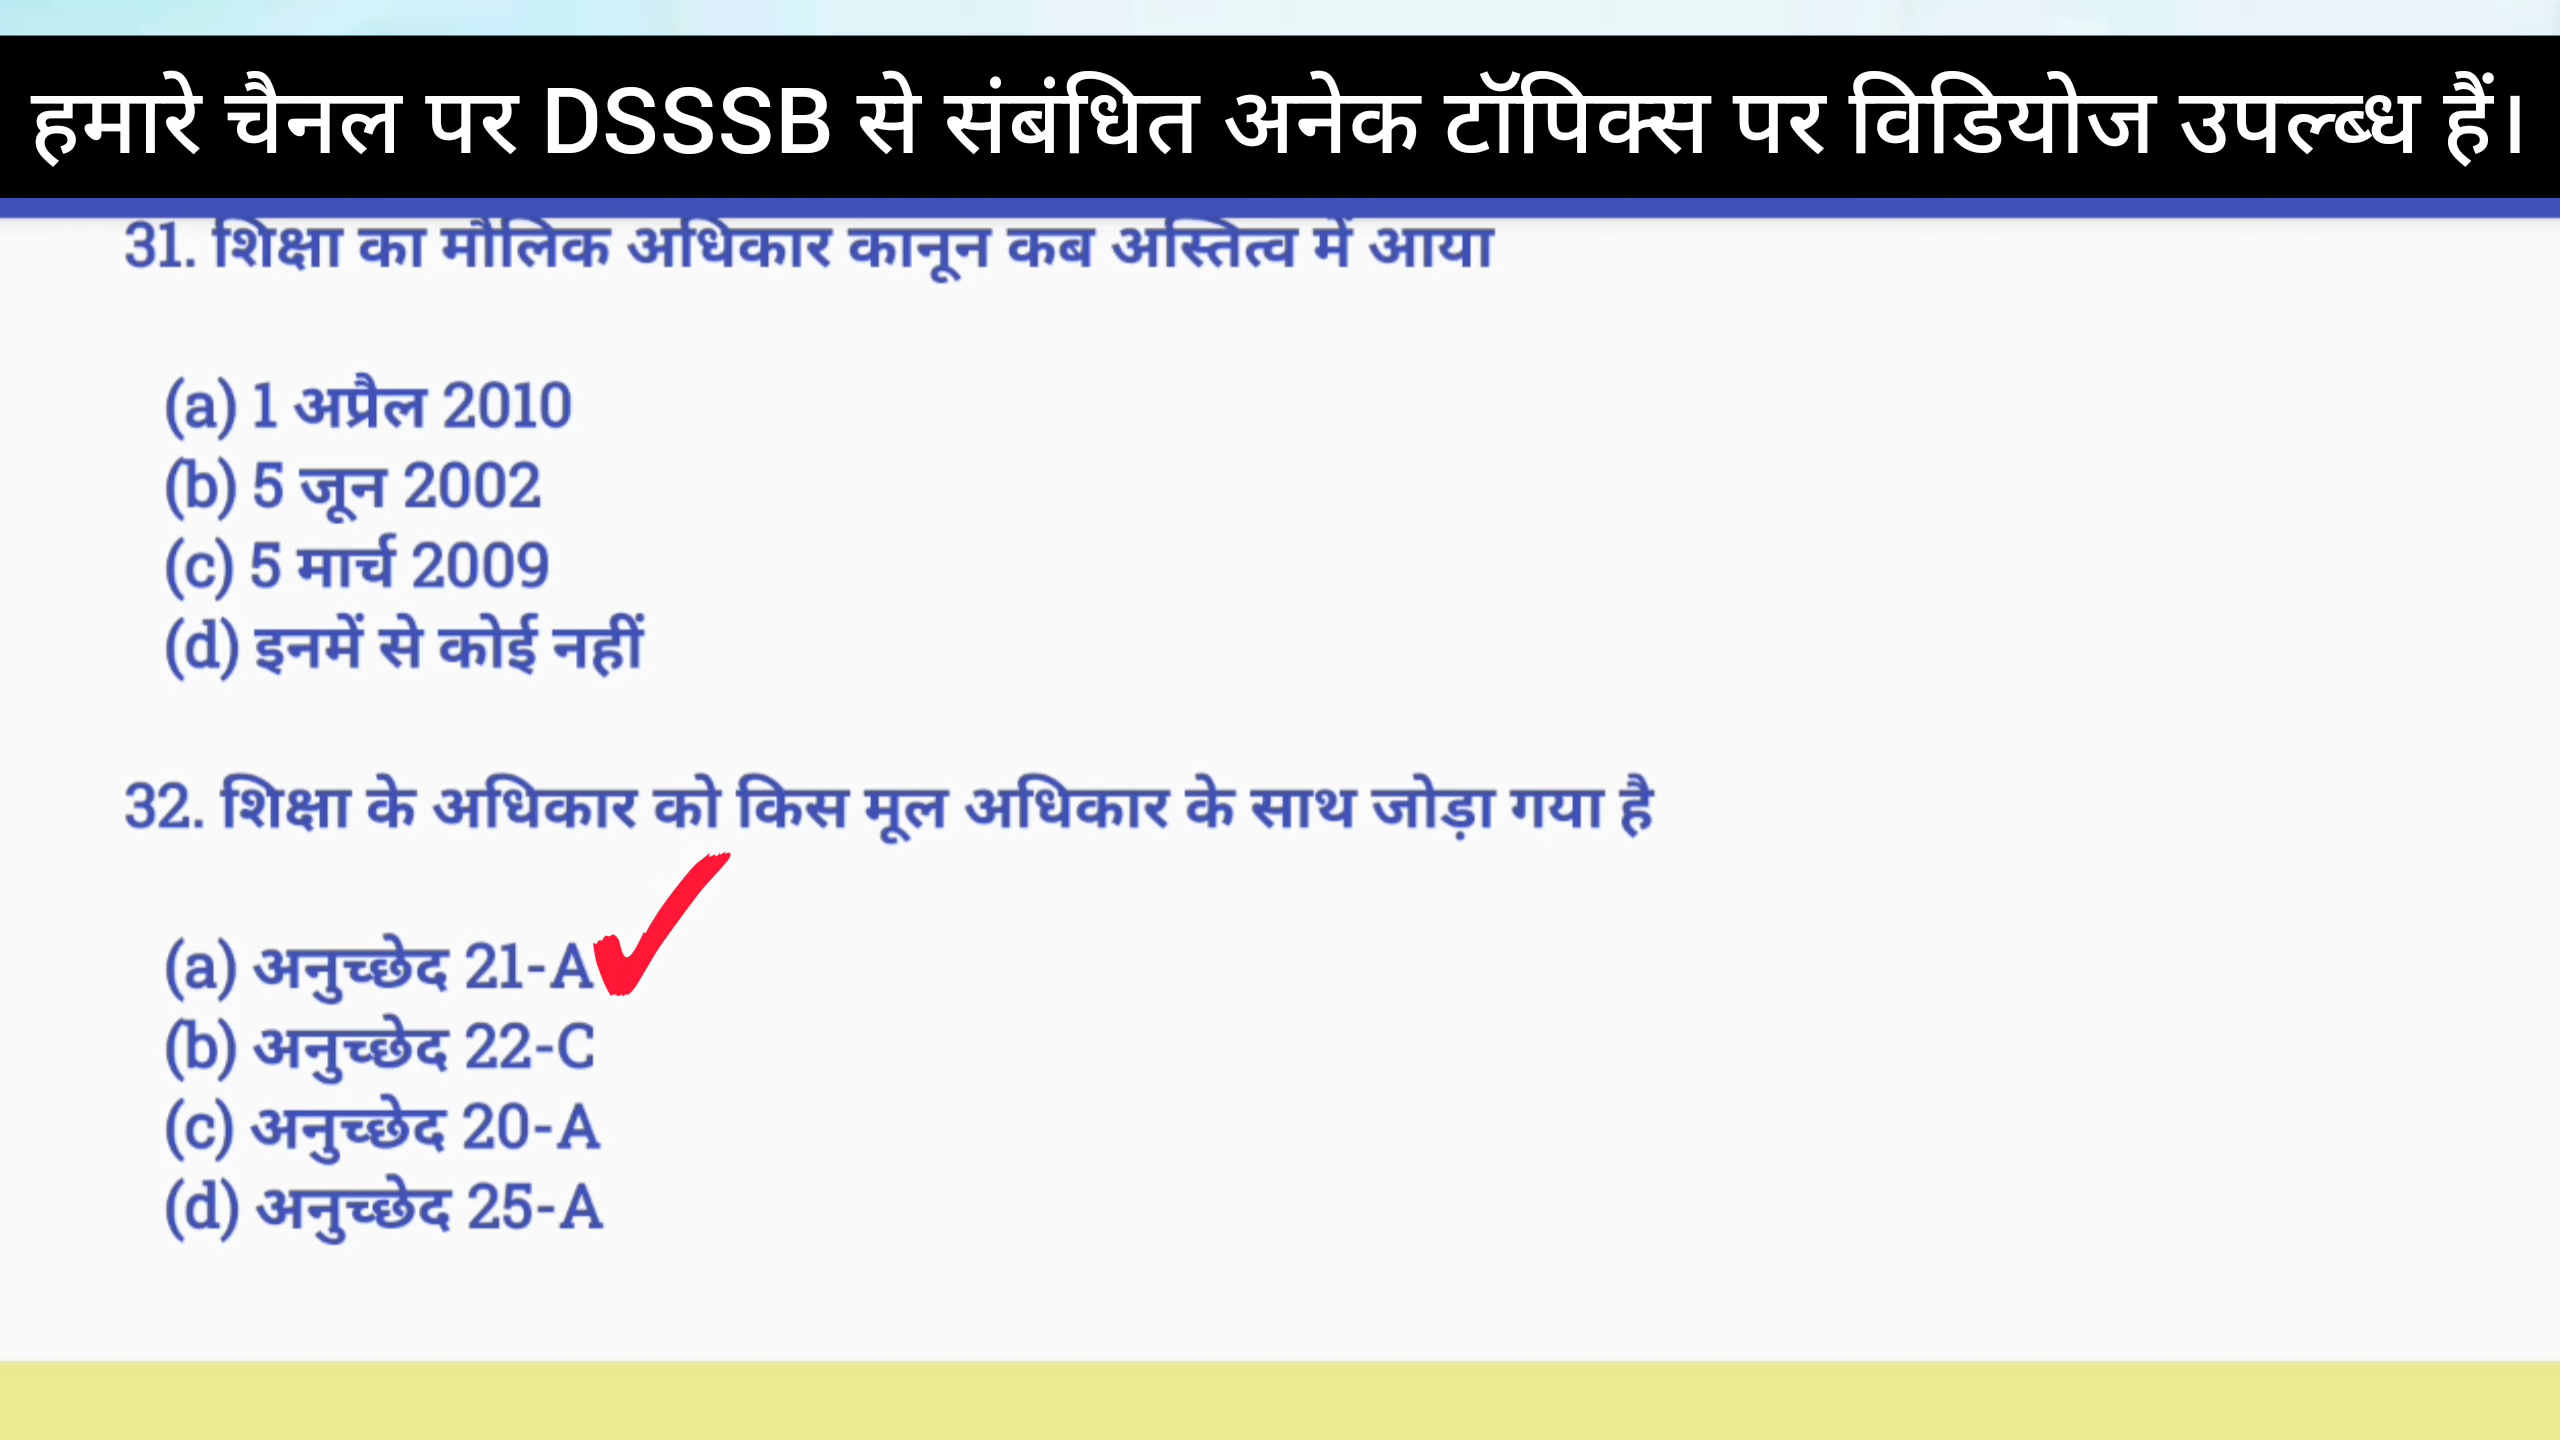 हमारे चैनल पर DSSSB से संबंधित अनेक टॉपिक्स पर विडियोज उपल्ब्ध हैं।
31. शिक्षा का मौलिक अधिकार कानून कब अस्तित्व में आया
(a) 1 अप्रैल 2010
(b) 5 जून 2002
(c) 5 मार्च 2009
(d) इनमें से कोई नहीं
32. शिक्षा के अधिकार को किस मूल अधिकार के साथ जोड़ा गया है
(a) अनुच्छेद 21-A
(b) अनुच्छेद 22-C
(c) अनुच्छेद 20-A
(d) अनुच्छेद 25-A